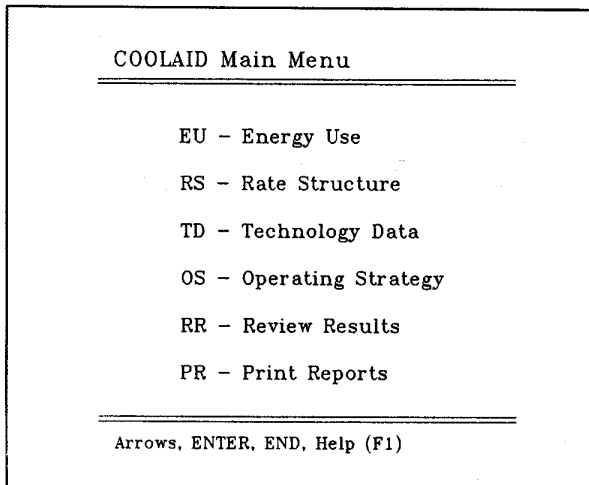 COOLAID Main Menu
EU - Energy Use
RS - Rate Structure
TD - Technology Data
OS - Operating Strategy
RR - Review Results
PR - Print Reports
Arrows, ENTER, END, Help (F1)